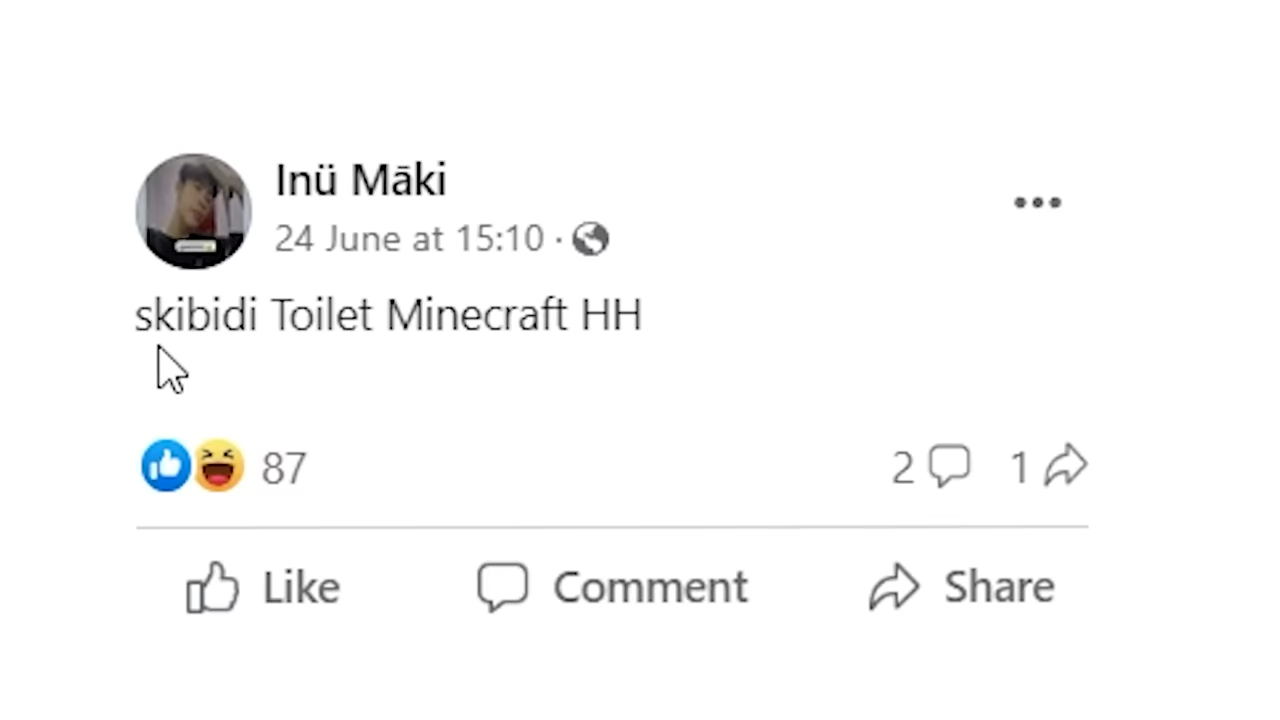 Inü Māki
24 June at 15:10 ·
skibidi Toilet Minecraft HH
87
2
1
Like
Comment
Share